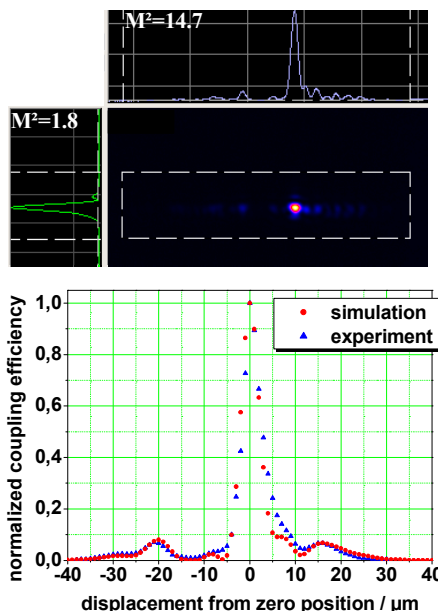 M²=14.7
M²=1.8
normalized coupling efficiency
1,0
0,8
0,6
0,4
0,2
0,0
simulation
experiment
-40 -30 -20 -10 0 10 20 30 40
displacement from zero position / µm